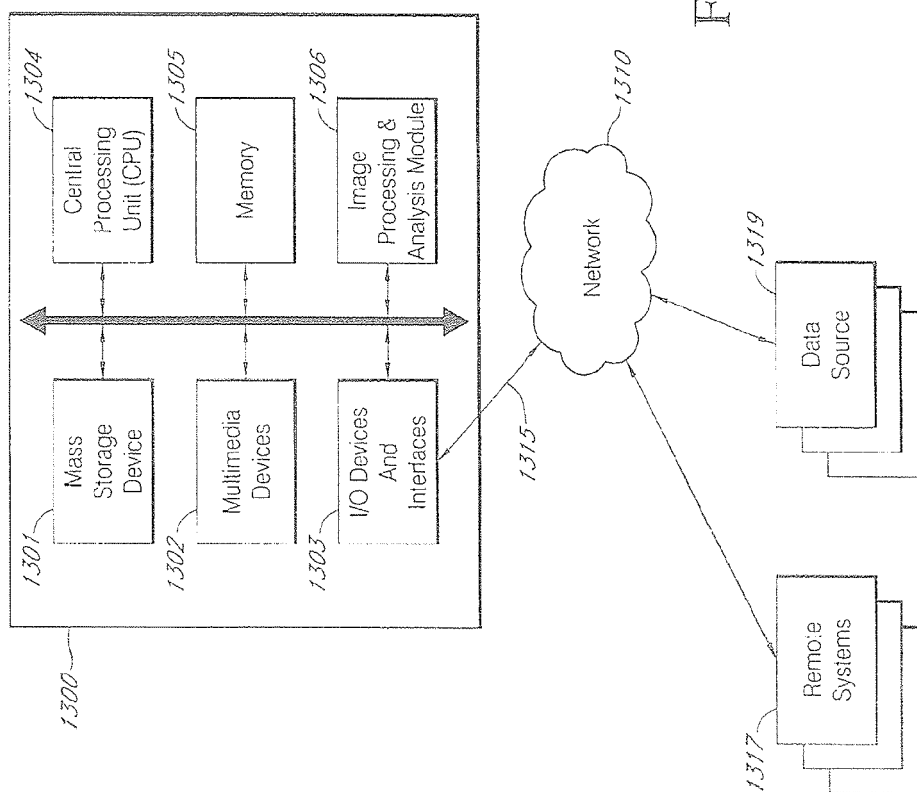 1300
1301
Mass
Storage
Device
1302
Multimedia
Devices
1303
I/O Devices
And
Interfaces
1304
Central
Processing
Unit (CPU)
1305
Memory
1306
Image
Processing &
Analysis Module
1315
Network
1310
1317
Remote
Systems
1319
Data
Source
F